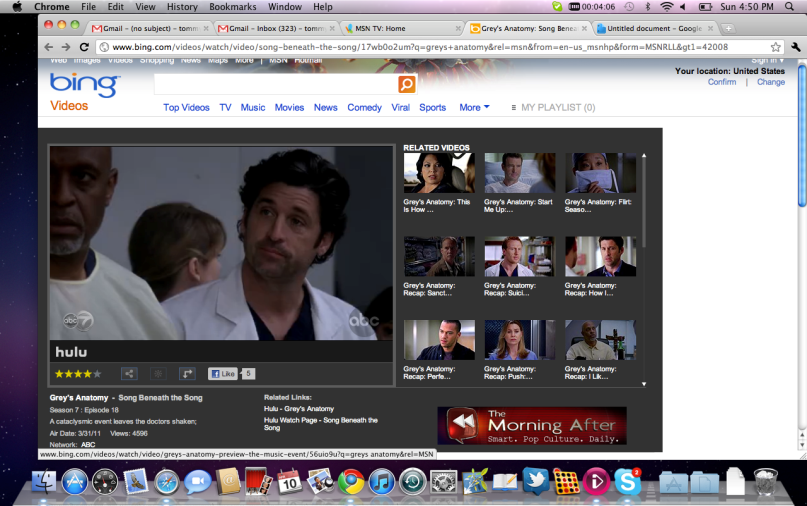 Chrome File Edit View History Bookmarks Window Help 00:04:06 Sun 4:50 PM
Gmail - (no subject) - tomm Gmail - Inbox (323) - tomm MSN TV: Home Grey's Anatomy: Song Benea Untitled document - Google
www.bing.com/videos/watch/video/song-beneath-the-song/17wb0o2um?q=greys+anatomy&rel=msn&from=en-us_msnhp&form=MSNRLL&gt1=42008
Web Images Videos Shopping News Maps More | MSN Hotmail Sign in
bing
Your location: United States
Confirm | Change
Videos
Top Videos TV Music Movies News Comedy Viral Sports More MY PLAYLIST (0)
RELATED VIDEOS
Grey's Anatomy: This Is How ...
Grey's Anatomy: Start Me Up:...
Grey's Anatomy: Flirt: Seaso...
Grey's Anatomy: Recap: Sanct...
Grey's Anatomy: Recap: Suici...
Grey's Anatomy: Recap: How I...
Grey's Anatomy: Recap: Perfe...
Grey's Anatomy: Recap: Push:...
Grey's Anatomy: Recap: I Lik...
abc 7
abc
hulu
Like 5
Grey's Anatomy - Song Beneath the Song
Season 7 : Episode 18
A cataclysmic event leaves the doctors shaken;
Air Date: 3/31/11 Views: 4596
Network: ABC
Related Links:
Hulu - Grey's Anatomy
Hulu Watch Page - Song Beneath the
Song
The
Morning After
Smart. Pop Culture. Daily.
www.bing.com/videos/watch/video/greys-anatomy-preview-the-music-event/56uio9u?q=greys anatomy&rel=MSN
10
2